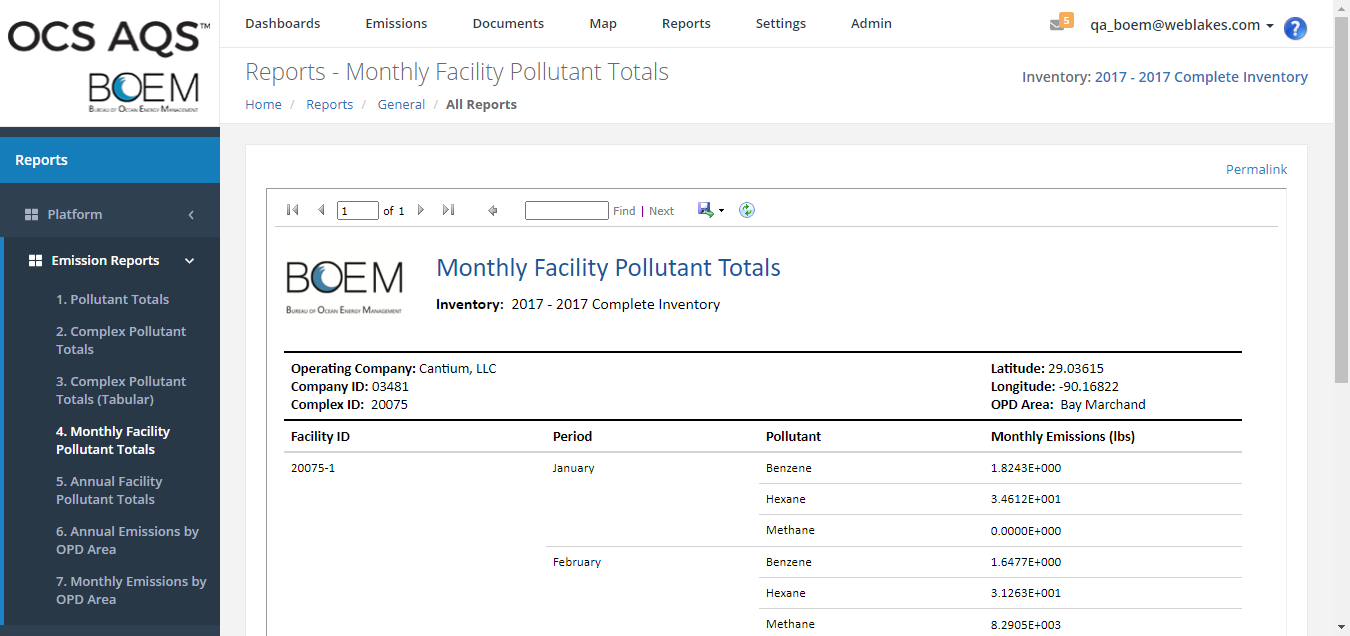 OCS AQS™
BOEM
BUREAU OF OCEAN ENERGY MANAGEMENT
Dashboards Emissions Documents Map Reports Settings Admin
5 qa_boem@weblakes.com ?
Reports - Monthly Facility Pollutant Totals
Inventory: 2017 - 2017 Complete Inventory
Home / Reports / General / All Reports
Reports
Platform
Emission Reports
1. Pollutant Totals
2. Complex Pollutant
Totals
3. Complex Pollutant
Totals (Tabular)
4. Monthly Facility
Pollutant Totals
5. Annual Facility
Pollutant Totals
6. Annual Emissions by
OPD Area
7. Monthly Emissions by
OPD Area
Permalink
1 of 1 Find | Next
BOEM
BUREAU OF OCEAN ENERGY MANAGEMENT
Monthly Facility Pollutant Totals
Inventory: 2017 - 2017 Complete Inventory
Operating Company: Cantium, LLC Latitude: 29.03615
Company ID: 03481 Longitude: -90.16822
Complex ID: 20075 OPD Area: Bay Marchand
Facility ID Period Pollutant Monthly Emissions (lbs)
20075-1 January Benzene 1.8243E+000
Hexane 3.4612E+001
Methane 0.0000E+000
February Benzene 1.6477E+000
Hexane 3.1263E+001
Methane 8.2905E+003